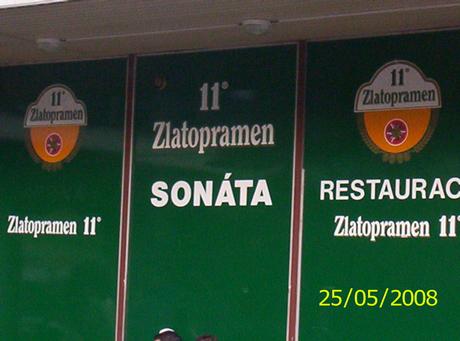 11°
Zlatopramen
Zlatopramen 11°
11°
Zlatopramen
SONÁTA
11°
Zlatopramen
RESTAURAC
Zlatopramen 11°
25/05/2008